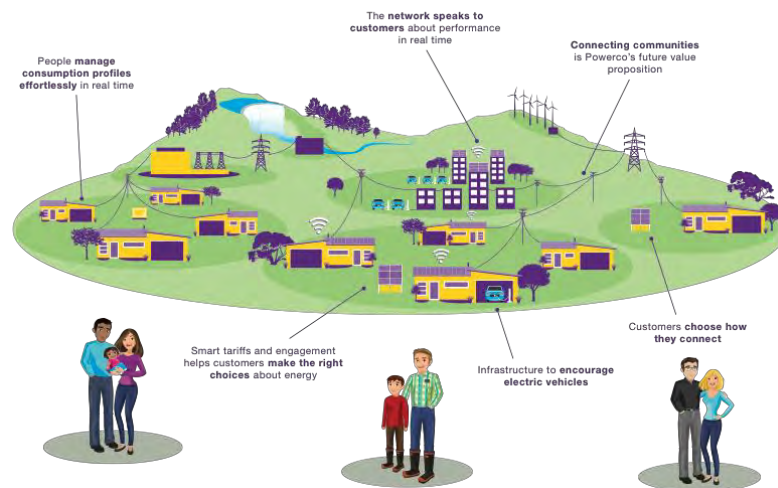 The network speaks to
customers about performance
in real time
People manage
consumption profiles
effortlessly in real time
Connecting communities
is Powerco's future value
proposition
Smart tariffs and engagement
helps customers make the right
choices about energy
Infrastructure to encourage
electric vehicles
Customers choose how
they connect